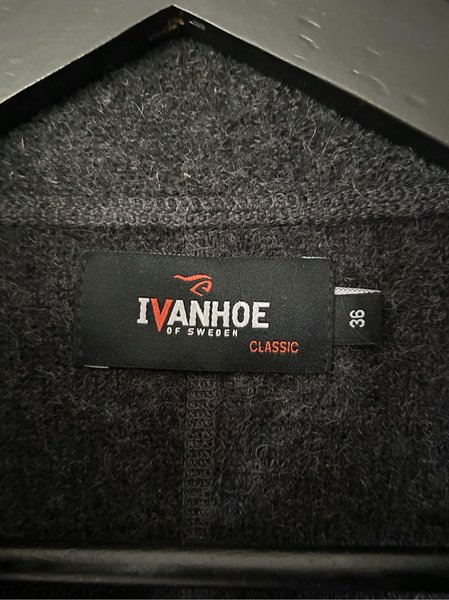 IVANHOE
OF SWEDEN
CLASSIC
36